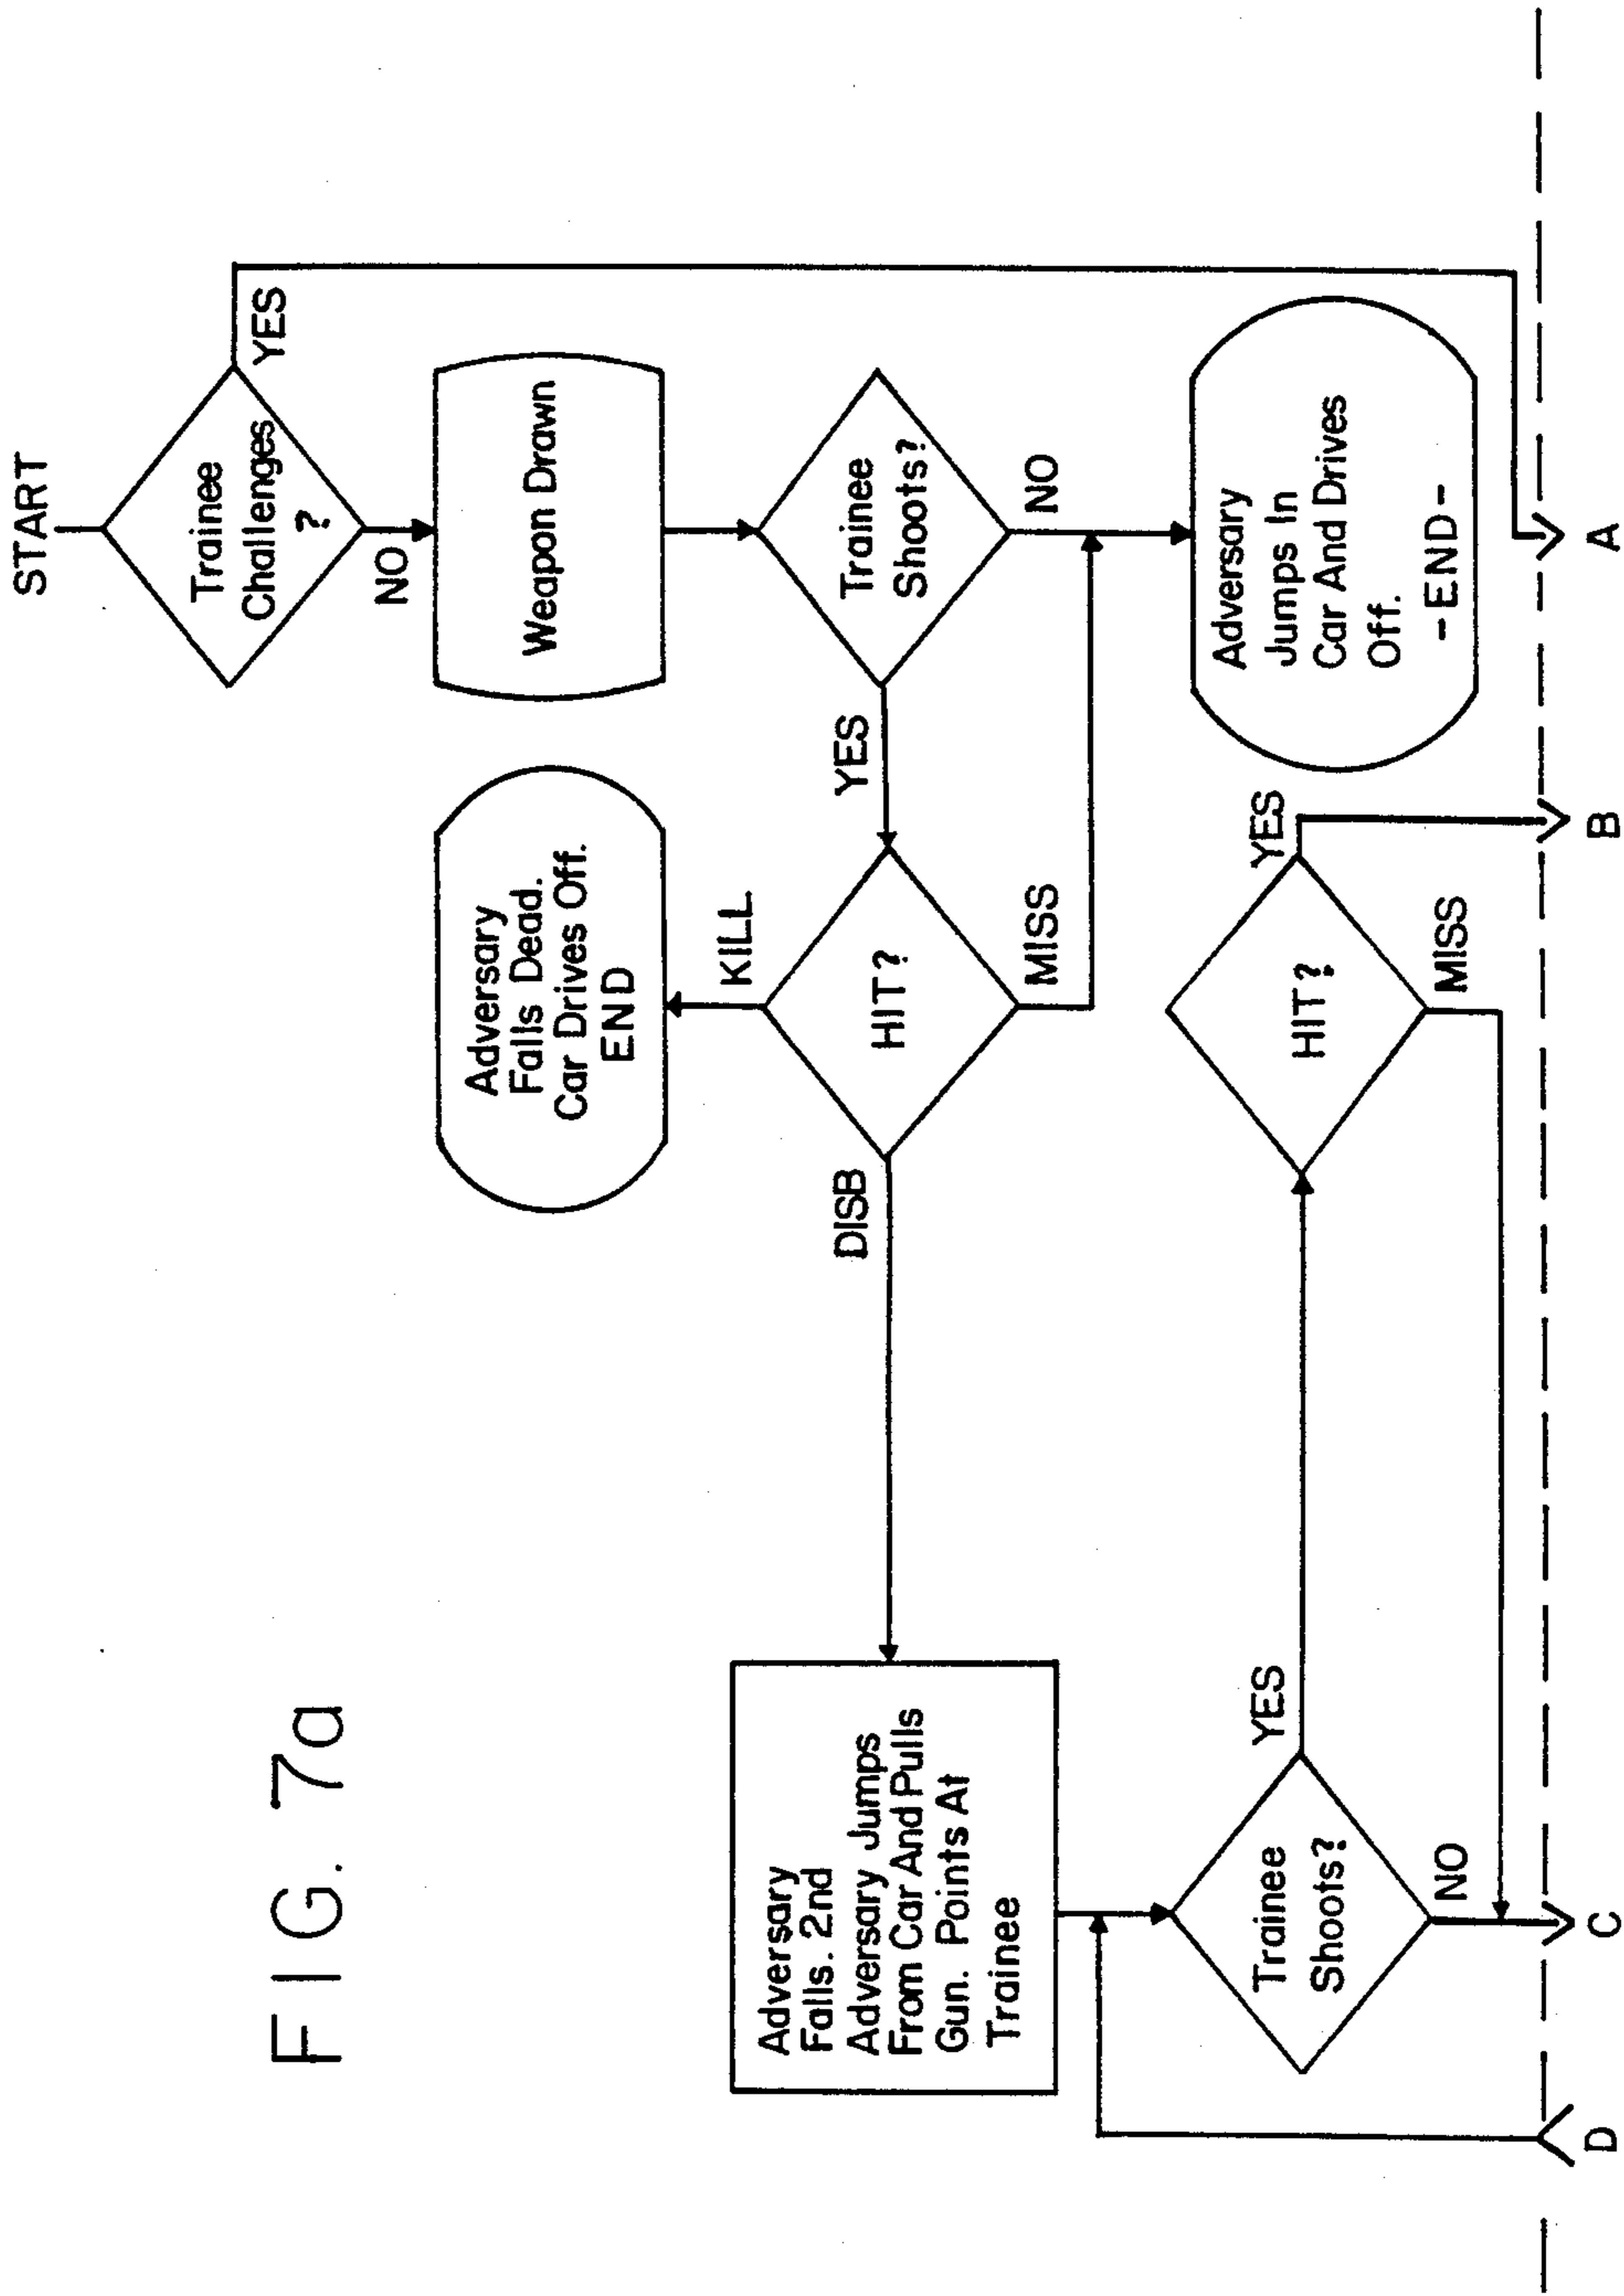 FIG. 7a
START
Trainee
Challenges
?
YES
NO
Weapon Drawn
Trainee
Shoots?
YES
NO
Adversary
Falls Dead.
Car Drives Off.
END
KILL
HIT?
DISB
MISS
Adversary
Jumps In
Car And Drives
Off.
-END-
Adversary
Falls. 2nd
Adversary Jumps
From Car And Pulls
Gun. Points At
Trainee
Trainee
Shoots?
YES
NO
HIT?
YES
MISS
D
C
B
A